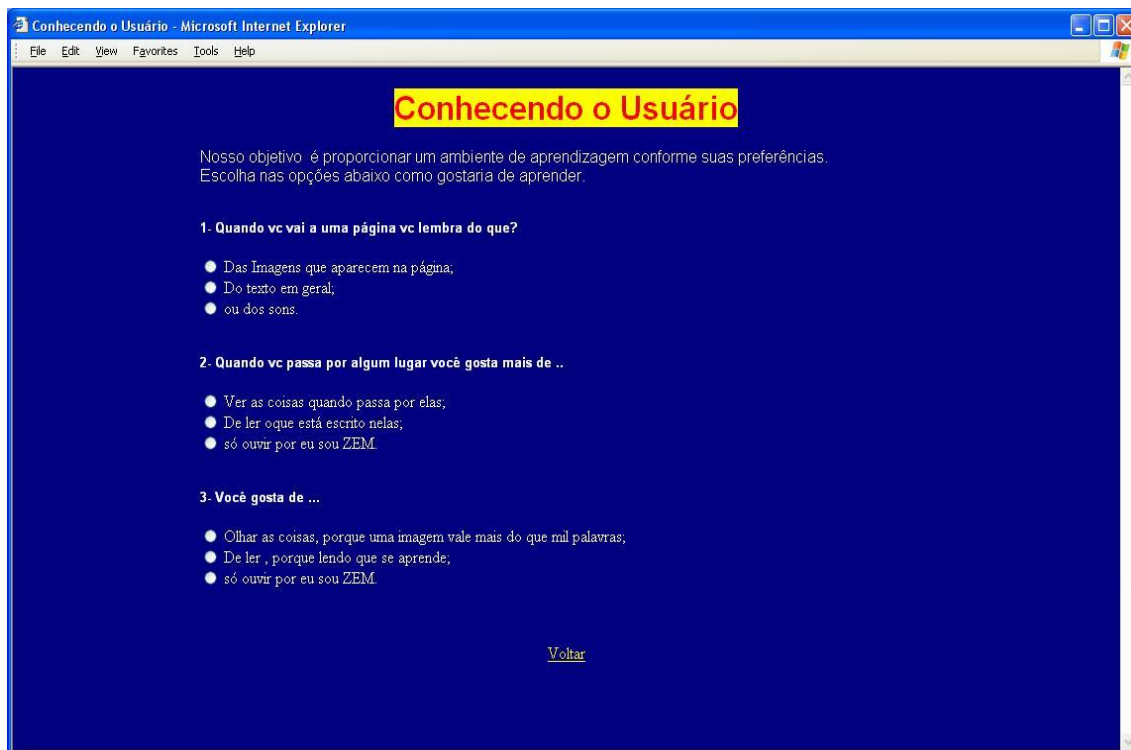 Conhecendo o Usuário - Microsoft Internet Explorer
File Edit View Favorites Tools Help
Conhecendo o Usuário
Nosso objetivo é proporcionar um ambiente de aprendizagem conforme suas preferências.
Escolha nas opções abaixo como gostaria de aprender.
1- Quando vc vai a uma página vc lembra do que?
Das Imagens que aparecem na página;
Do texto em geral;
ou dos sons.
2- Quando vc passa por algum lugar você gosta mais de ..
Ver as coisas quando passa por elas;
De ler oque está escrito nelas;
só ouvir por eu sou ZEM.
3- Você gosta de ...
Olhar as coisas, porque uma imagem vale mais do que mil palavras;
De ler , porque lendo que se aprende;
só ouvir por eu sou ZEM.
Voltar